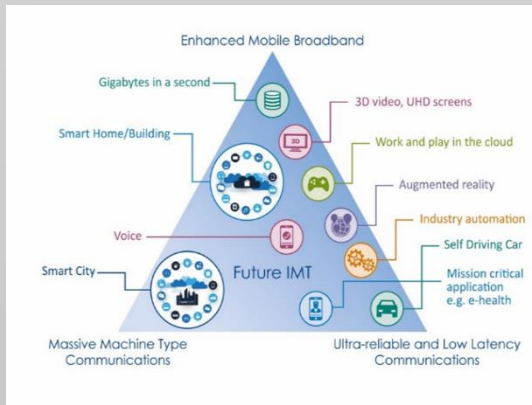 Enhanced Mobile Broadband
Gigabytes in a second
3D video, UHD screens
3D
Smart Home/Building
Work and play in the cloud
Augmented reality
Industry automation
Voice
Self Driving Car
Smart City
Future IMT
Mission critical
application
e.g. e-health
Massive Machine Type
Communications
Ultra-reliable and Low Latency
Communications